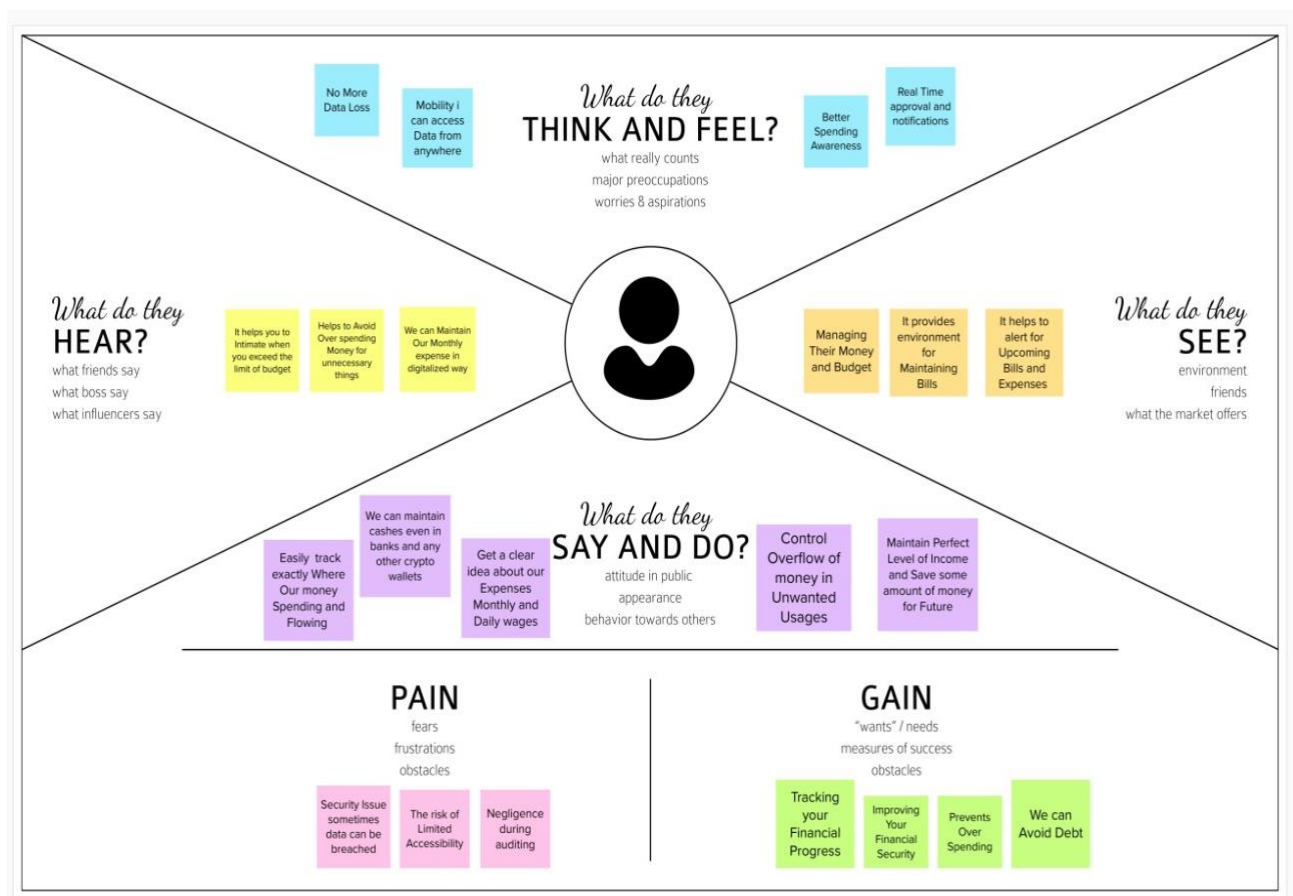 No More
Data Loss
Mobility i
can access
Data from
anywhere
What do they
THINK AND FEEL?
what really counts
major preoccupations
worries & aspirations
Better
Spending
Awareness
Real Time
approval and
notifications
What do they
HEAR?
what friends say
what boss say
what influencers say
It helps you to
Intimate when
you exceed the
limit of budget
Helps to Avoid
Over spending
Money for
unnecessary
things
We can Maintain
Our Monthly
expense in
digitalized way
Managing
Their Money
and Budget
It provides
environment
for
Maintaining
Bills
It helps to
alert for
Upcoming
Bills and
Expenses
What do they
SEE?
environment
friends
what the market offers
Easily track
exactly Where
Our money
Spending and
Flowing
We can maintain
cashes even in
banks and any
other crypto
wallets
Get a clear
idea about our
Expenses
Monthly and
Daily wages
What do they
SAY AND DO?
attitude in public
appearance
behavior towards others
Control
Overflow of
money in
Unwanted
Usages
Maintain Perfect
Level of Income
and Save some
amount of money
for Future
PAIN
fears
frustrations
obstacles
Security Issue
sometimes
data can be
breached
The risk of
Limited
Accessibility
Negligence
during
auditing
GAIN
"wants" / needs
measures of success
obstacles
Tracking
your
Financial
Progress
Improving
Your
Financial
Security
Prevents
Over
Spending
We can
Avoid Debt